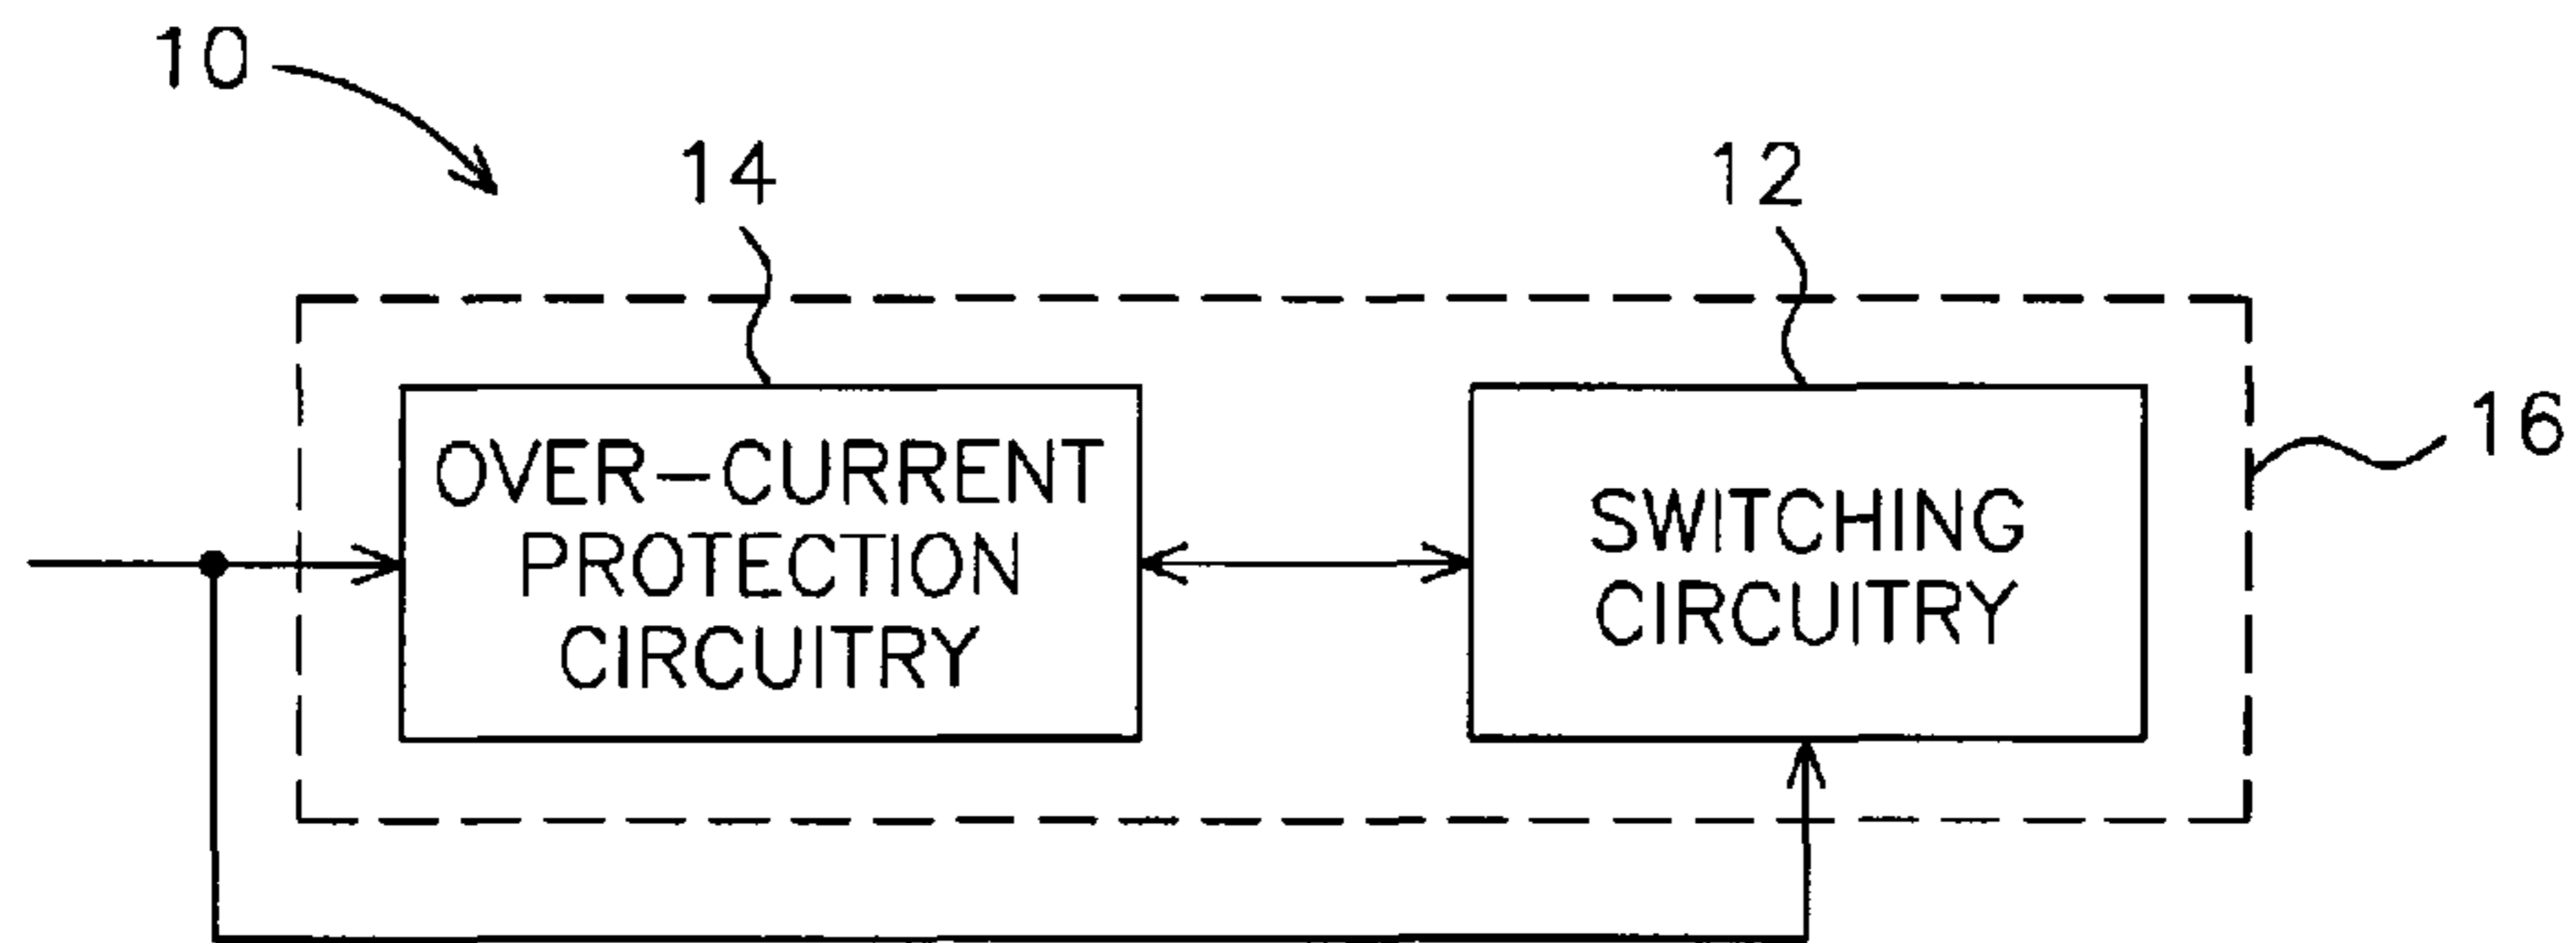 10
14
12
16
OVER-CURRENT
PROTECTION
CIRCUITRY
SWITCHING
CIRCUITRY